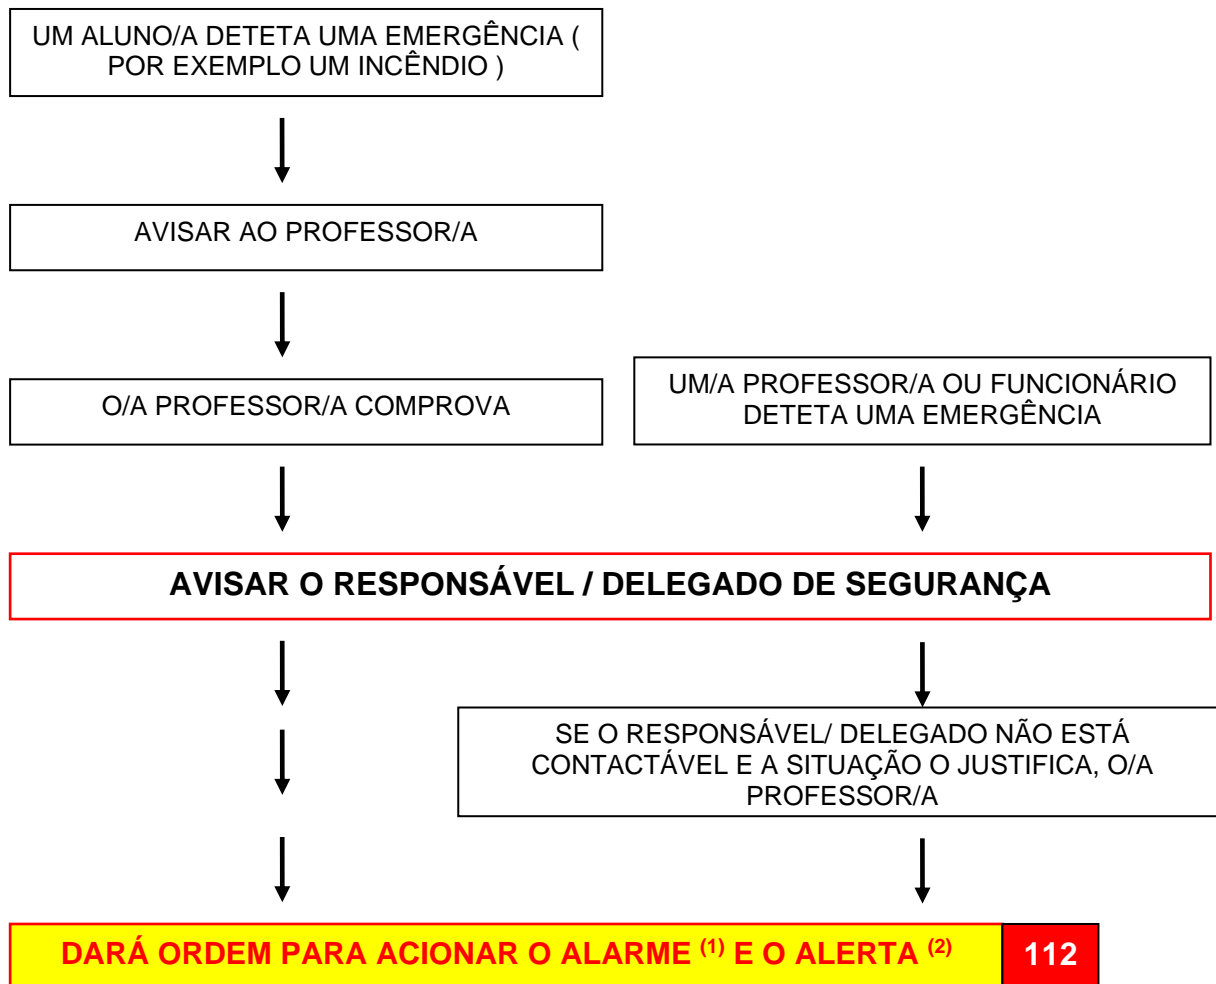 UM ALUNO/A DETETA UMA EMERGÊNCIA (
POR EXEMPLO UM INCÊNDIO )
AVISAR AO PROFESSOR/A
O/A PROFESSOR/A COMPROVA
UM/A PROFESSOR/A OU FUNCIONÁRIO
DETETA UMA EMERGÊNCIA
AVISAR O RESPONSÁVEL / DELEGADO DE SEGURANÇA
SE O RESPONSÁVEL/ DELEGADO NÃO ESTÁ
CONTACTÁVEL E A SITUAÇÃO O JUSTIFICA, O/A
PROFESSOR/A
DARÁ ORDEM PARA ACIONAR O ALARME (1) E O ALERTA (2)
112